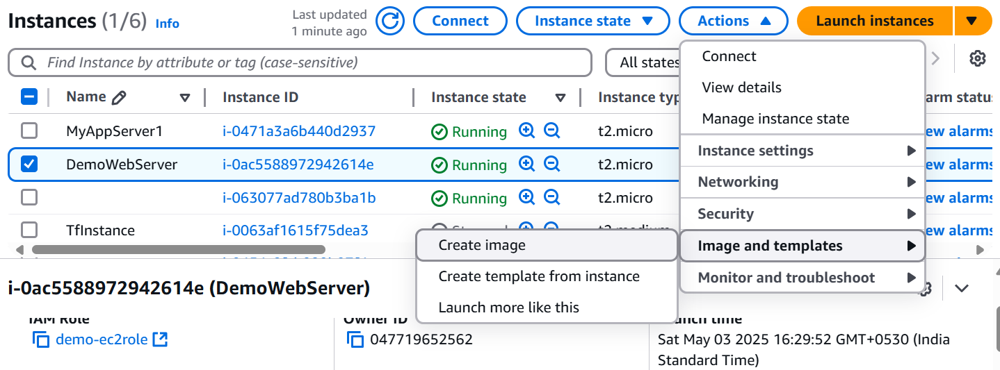 Instances (1/6) Info
Last updated
1 minute ago
Connect
Instance state
Actions
Launch instances
Find Instance by attribute or tag (case-sensitive)
All states
Connect
View details
Manage instance state
Instance settings
Networking
Security
Image and templates
Monitor and troubleshoot
Name Instance ID Instance state Instance typ arm status
MyAppServer1 i-0471a3a6b440d2937 Running t2.micro ew alarms
DemoWebServer i-0ac5588972942614e Running t2.micro ew alarms
i-063077ad780b3ba1b Running t2.micro ew alarms
TfInstance i-0063af1615f75dea3 t2.medium ew alarms
Create image
Create template from instance
Launch more like this
i-0ac5588972942614e (DemoWebServer)
IAM Role Owner ID Launch time
demo-ec2role 047719652562 Sat May 03 2025 16:29:52 GMT+0530 (India
Standard Time)